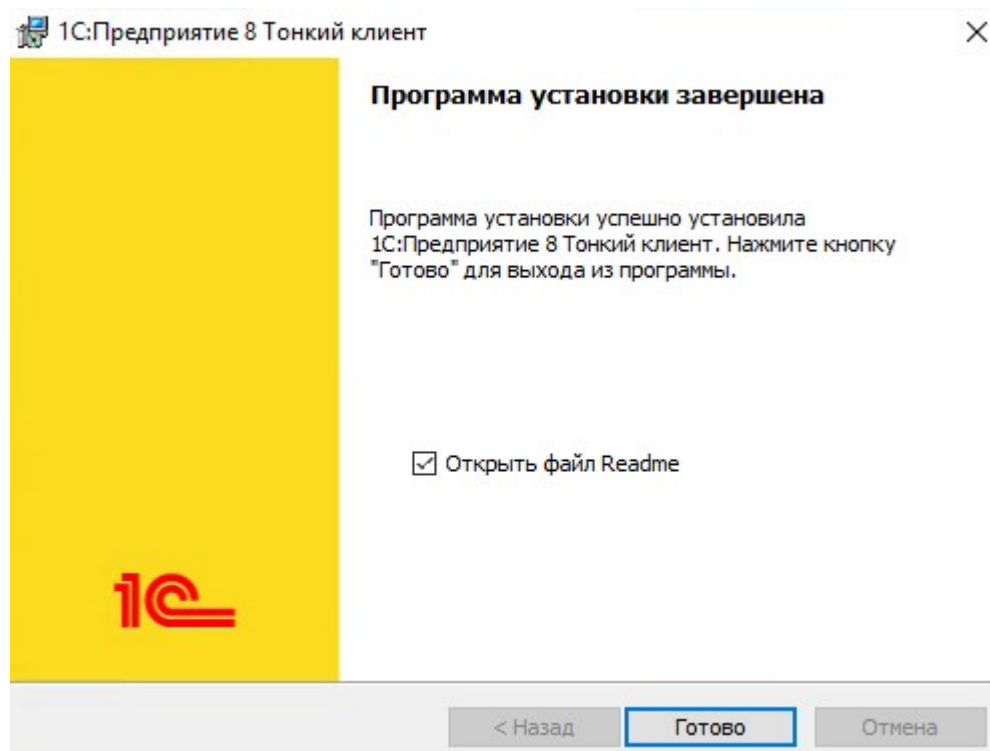 1С:Предприятие 8 Тонкий клиент
Программа установки завершена
Программа установки успешно установила
1С:Предприятие 8 Тонкий клиент. Нажмите кнопку
"Готово" для выхода из программы.
Открыть файл Readme
1С
< Назад
Готово
Отмена